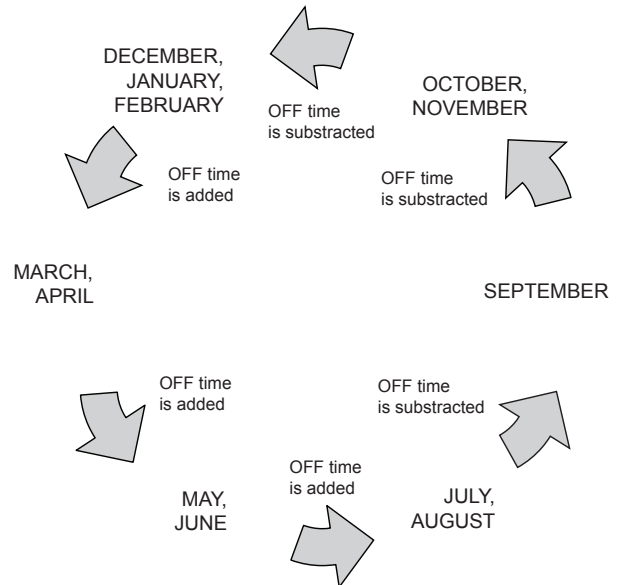 DECEMBER,
JANUARY,
FEBRUARY
OFF time
is substracted
OCTOBER,
NOVEMBER
OFF time
is added
OFF time
is substracted
MARCH,
APRIL
SEPTEMBER
OFF time
is added
OFF time
is substracted
MAY,
JUNE
OFF time
is added
JULY,
AUGUST